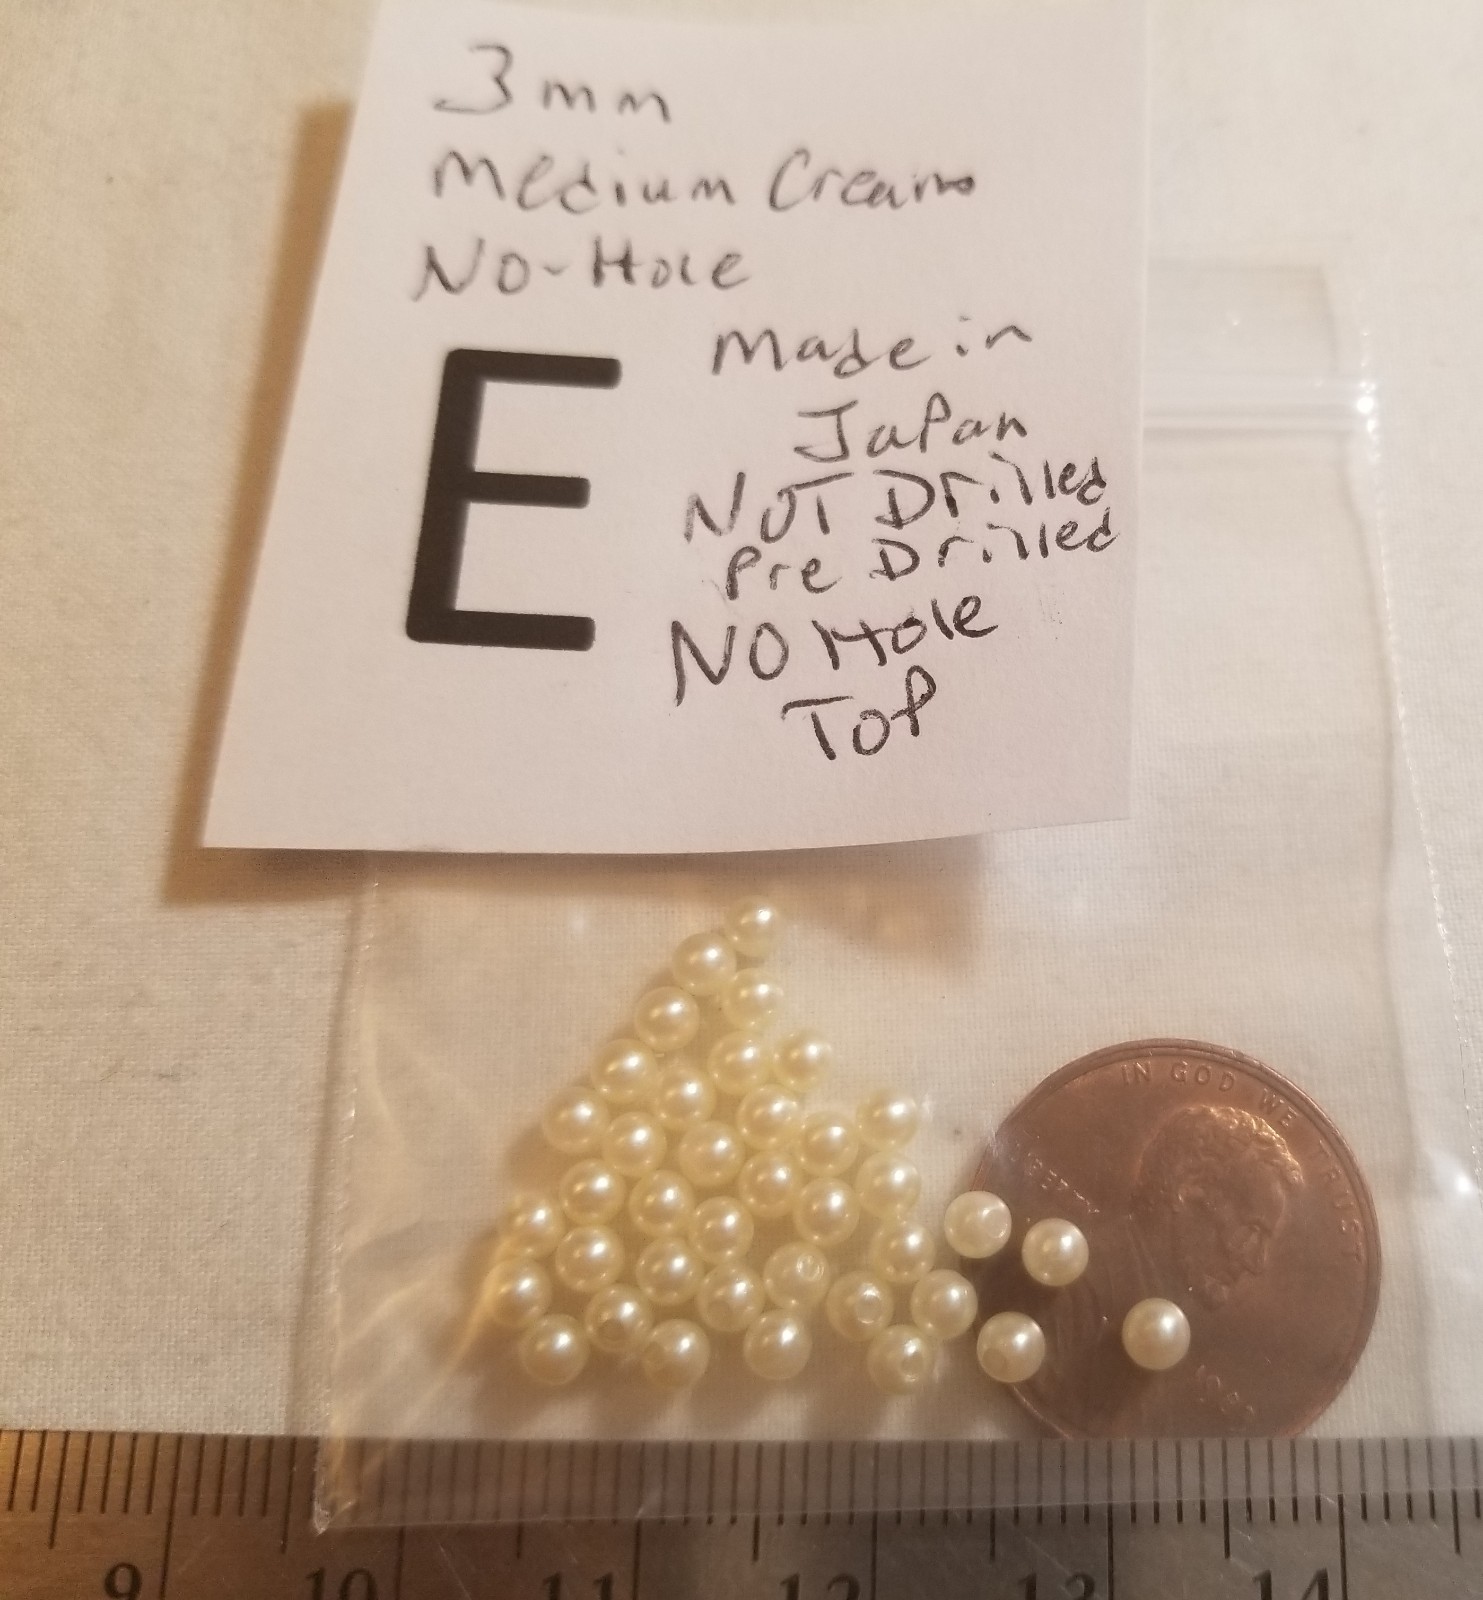 3mm
Medium Cream
No-Hole
E
Made in
Japan
NOT Drilled
Pre Drilled
NO Hole
Top
IN GOD WE TRUST
9 10 11 12 13 14